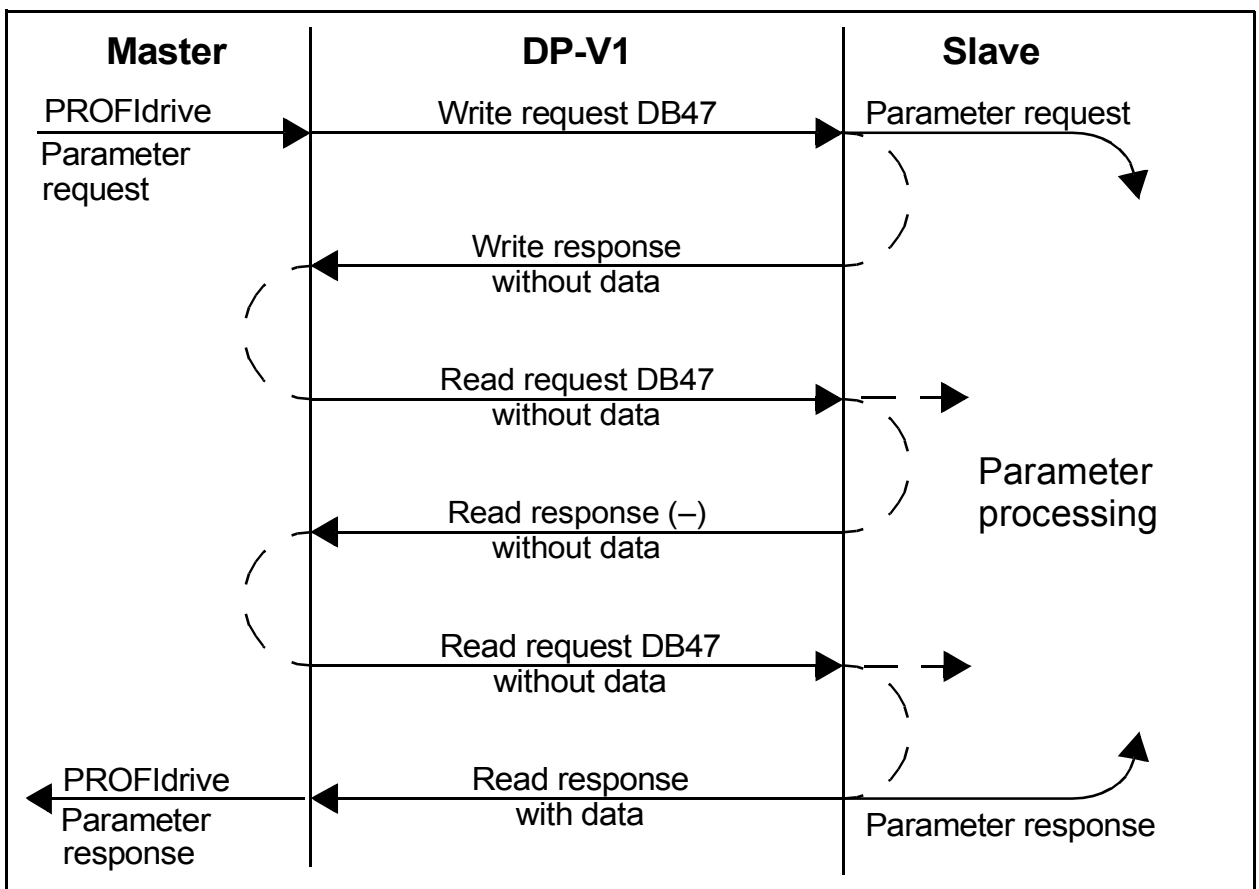 Master
DP-V1
Slave
PROFIdrive
Parameter
request
Write request DB47
Parameter request
Write response
without data
Read request DB47
without data
Parameter
processing
Read response (–)
without data
Read request DB47
without data
PROFIdrive
Parameter
response
Read response
with data
Parameter response